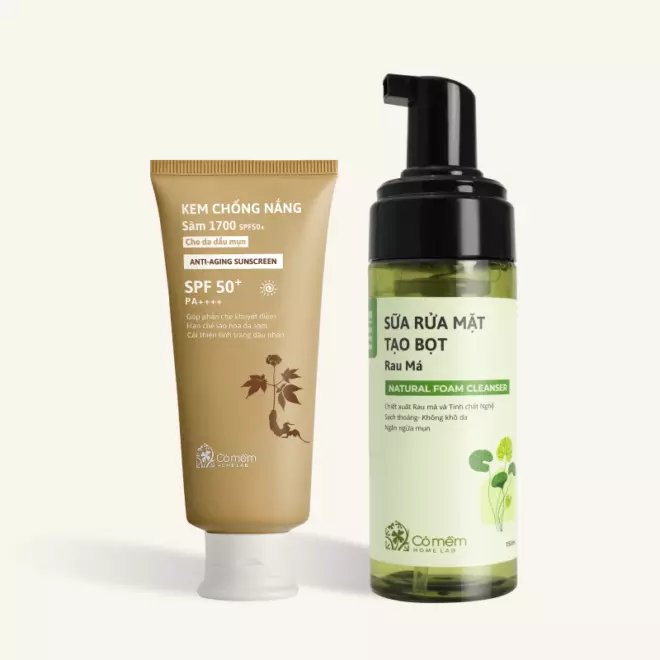 KEM CHỐNG NẮNG
Sâm 1700 SPF50+
Cho da dầu mụn
ANTI-AGING SUNSCREEN
SPF 50+
PA++++
Góp phần che khuyết điểm
Hạn chế lão hóa da sớm
Cải thiện tình trạng dầu nhờn
Cỏ mềm
HOME LAB
SỮA RỬA MẶT
TẠO BỌT
Rau Má
NATURAL FOAM CLEANSER
Chiết xuất Rau má và Tinh chất Nghệ
Sạch thoáng- Không khô da
Ngăn ngừa mụn
Cỏ mềm
HOME LAB